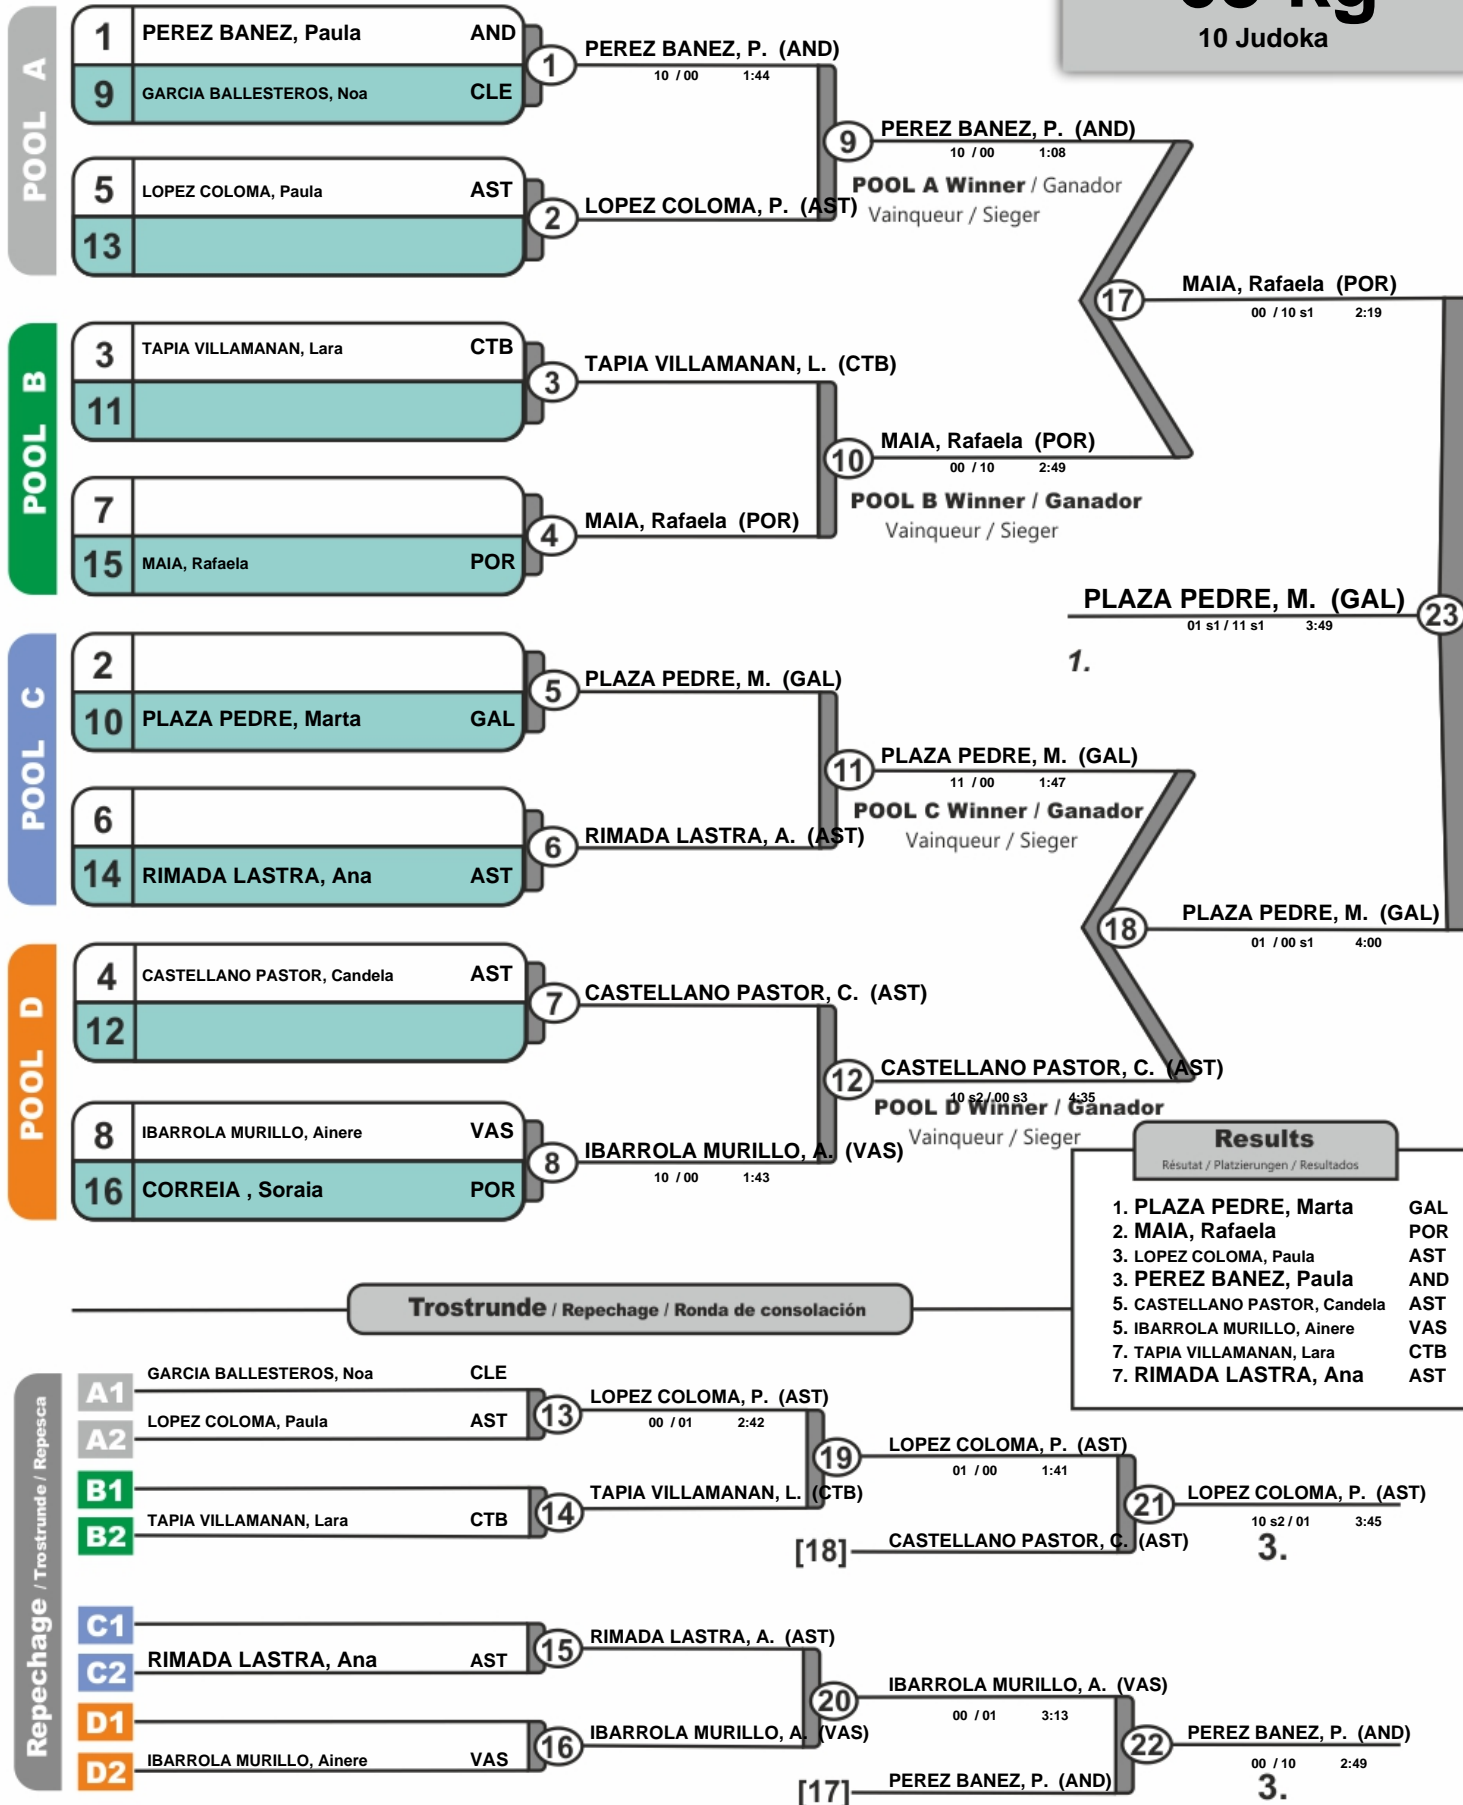 10 Judoka
POOL A
1 PEREZ BANEZ, Paula AND
9 GARCIA BALLESTEROS, Noa CLE
1
PEREZ BANEZ, P. (AND)
10 / 00 1:44
5 LOPEZ COLOMA, Paula AST
13
2
LOPEZ COLOMA, P. (AST)
9
PEREZ BANEZ, P. (AND)
10 / 00 1:08
POOL A Winner / Ganador
Vainqueur / Sieger
17
MAIA, Rafaela (POR)
00 / 10 s1 2:19
POOL B
3 TAPIA VILLAMANAN, Lara CTB
11
3
TAPIA VILLAMANAN, L. (CTB)
7
15 MAIA, Rafaela POR
4
MAIA, Rafaela (POR)
10
MAIA, Rafaela (POR)
00 / 10 2:49
POOL B Winner / Ganador
Vainqueur / Sieger
PLAZA PEDRE, M. (GAL)
01 s1 / 11 s1 3:49
23
1.
POOL C
2
10 PLAZA PEDRE, Marta GAL
5
PLAZA PEDRE, M. (GAL)
6
14 RIMADA LASTRA, Ana AST
6
RIMADA LASTRA, A. (AST)
11
PLAZA PEDRE, M. (GAL)
11 / 00 1:47
POOL C Winner / Ganador
Vainqueur / Sieger
18
PLAZA PEDRE, M. (GAL)
01 / 00 s1 4:00
POOL D
4 CASTELLANO PASTOR, Candela AST
12
7
CASTELLANO PASTOR, C. (AST)
8 IBARROLA MURILLO, Ainere VAS
16 CORREIA , Soraia POR
8
IBARROLA MURILLO, A. (VAS)
10 / 00 1:43
12
CASTELLANO PASTOR, C. (AST)
10 s2 / 00 s3 4:35
POOL D Winner / Ganador
Vainqueur / Sieger
Results
Résutat / Platzierungen / Resultados
1. PLAZA PEDRE, Marta GAL
2. MAIA, Rafaela POR
3. LOPEZ COLOMA, Paula AST
3. PEREZ BANEZ, Paula AND
5. CASTELLANO PASTOR, Candela AST
5. IBARROLA MURILLO, Ainere VAS
7. TAPIA VILLAMANAN, Lara CTB
7. RIMADA LASTRA, Ana AST
Trostrunde / Repechage / Ronda de consolación
Repechage / Trostrunde / Repesca
A1 GARCIA BALLESTEROS, Noa CLE
A2 LOPEZ COLOMA, Paula AST
13
LOPEZ COLOMA, P. (AST)
00 / 01 2:42
B1
B2 TAPIA VILLAMANAN, Lara CTB
14
TAPIA VILLAMANAN, L. (CTB)
19
LOPEZ COLOMA, P. (AST)
01 / 00 1:41
[18] CASTELLANO PASTOR, C. (AST)
21
LOPEZ COLOMA, P. (AST)
10 s2 / 01 3:45
3.
C1
C2 RIMADA LASTRA, Ana AST
15
RIMADA LASTRA, A. (AST)
D1
D2 IBARROLA MURILLO, Ainere VAS
16
IBARROLA MURILLO, A. (VAS)
20
IBARROLA MURILLO, A. (VAS)
00 / 01 3:13
[17] PEREZ BANEZ, P. (AND)
22
PEREZ BANEZ, P. (AND)
00 / 10 2:49
3.